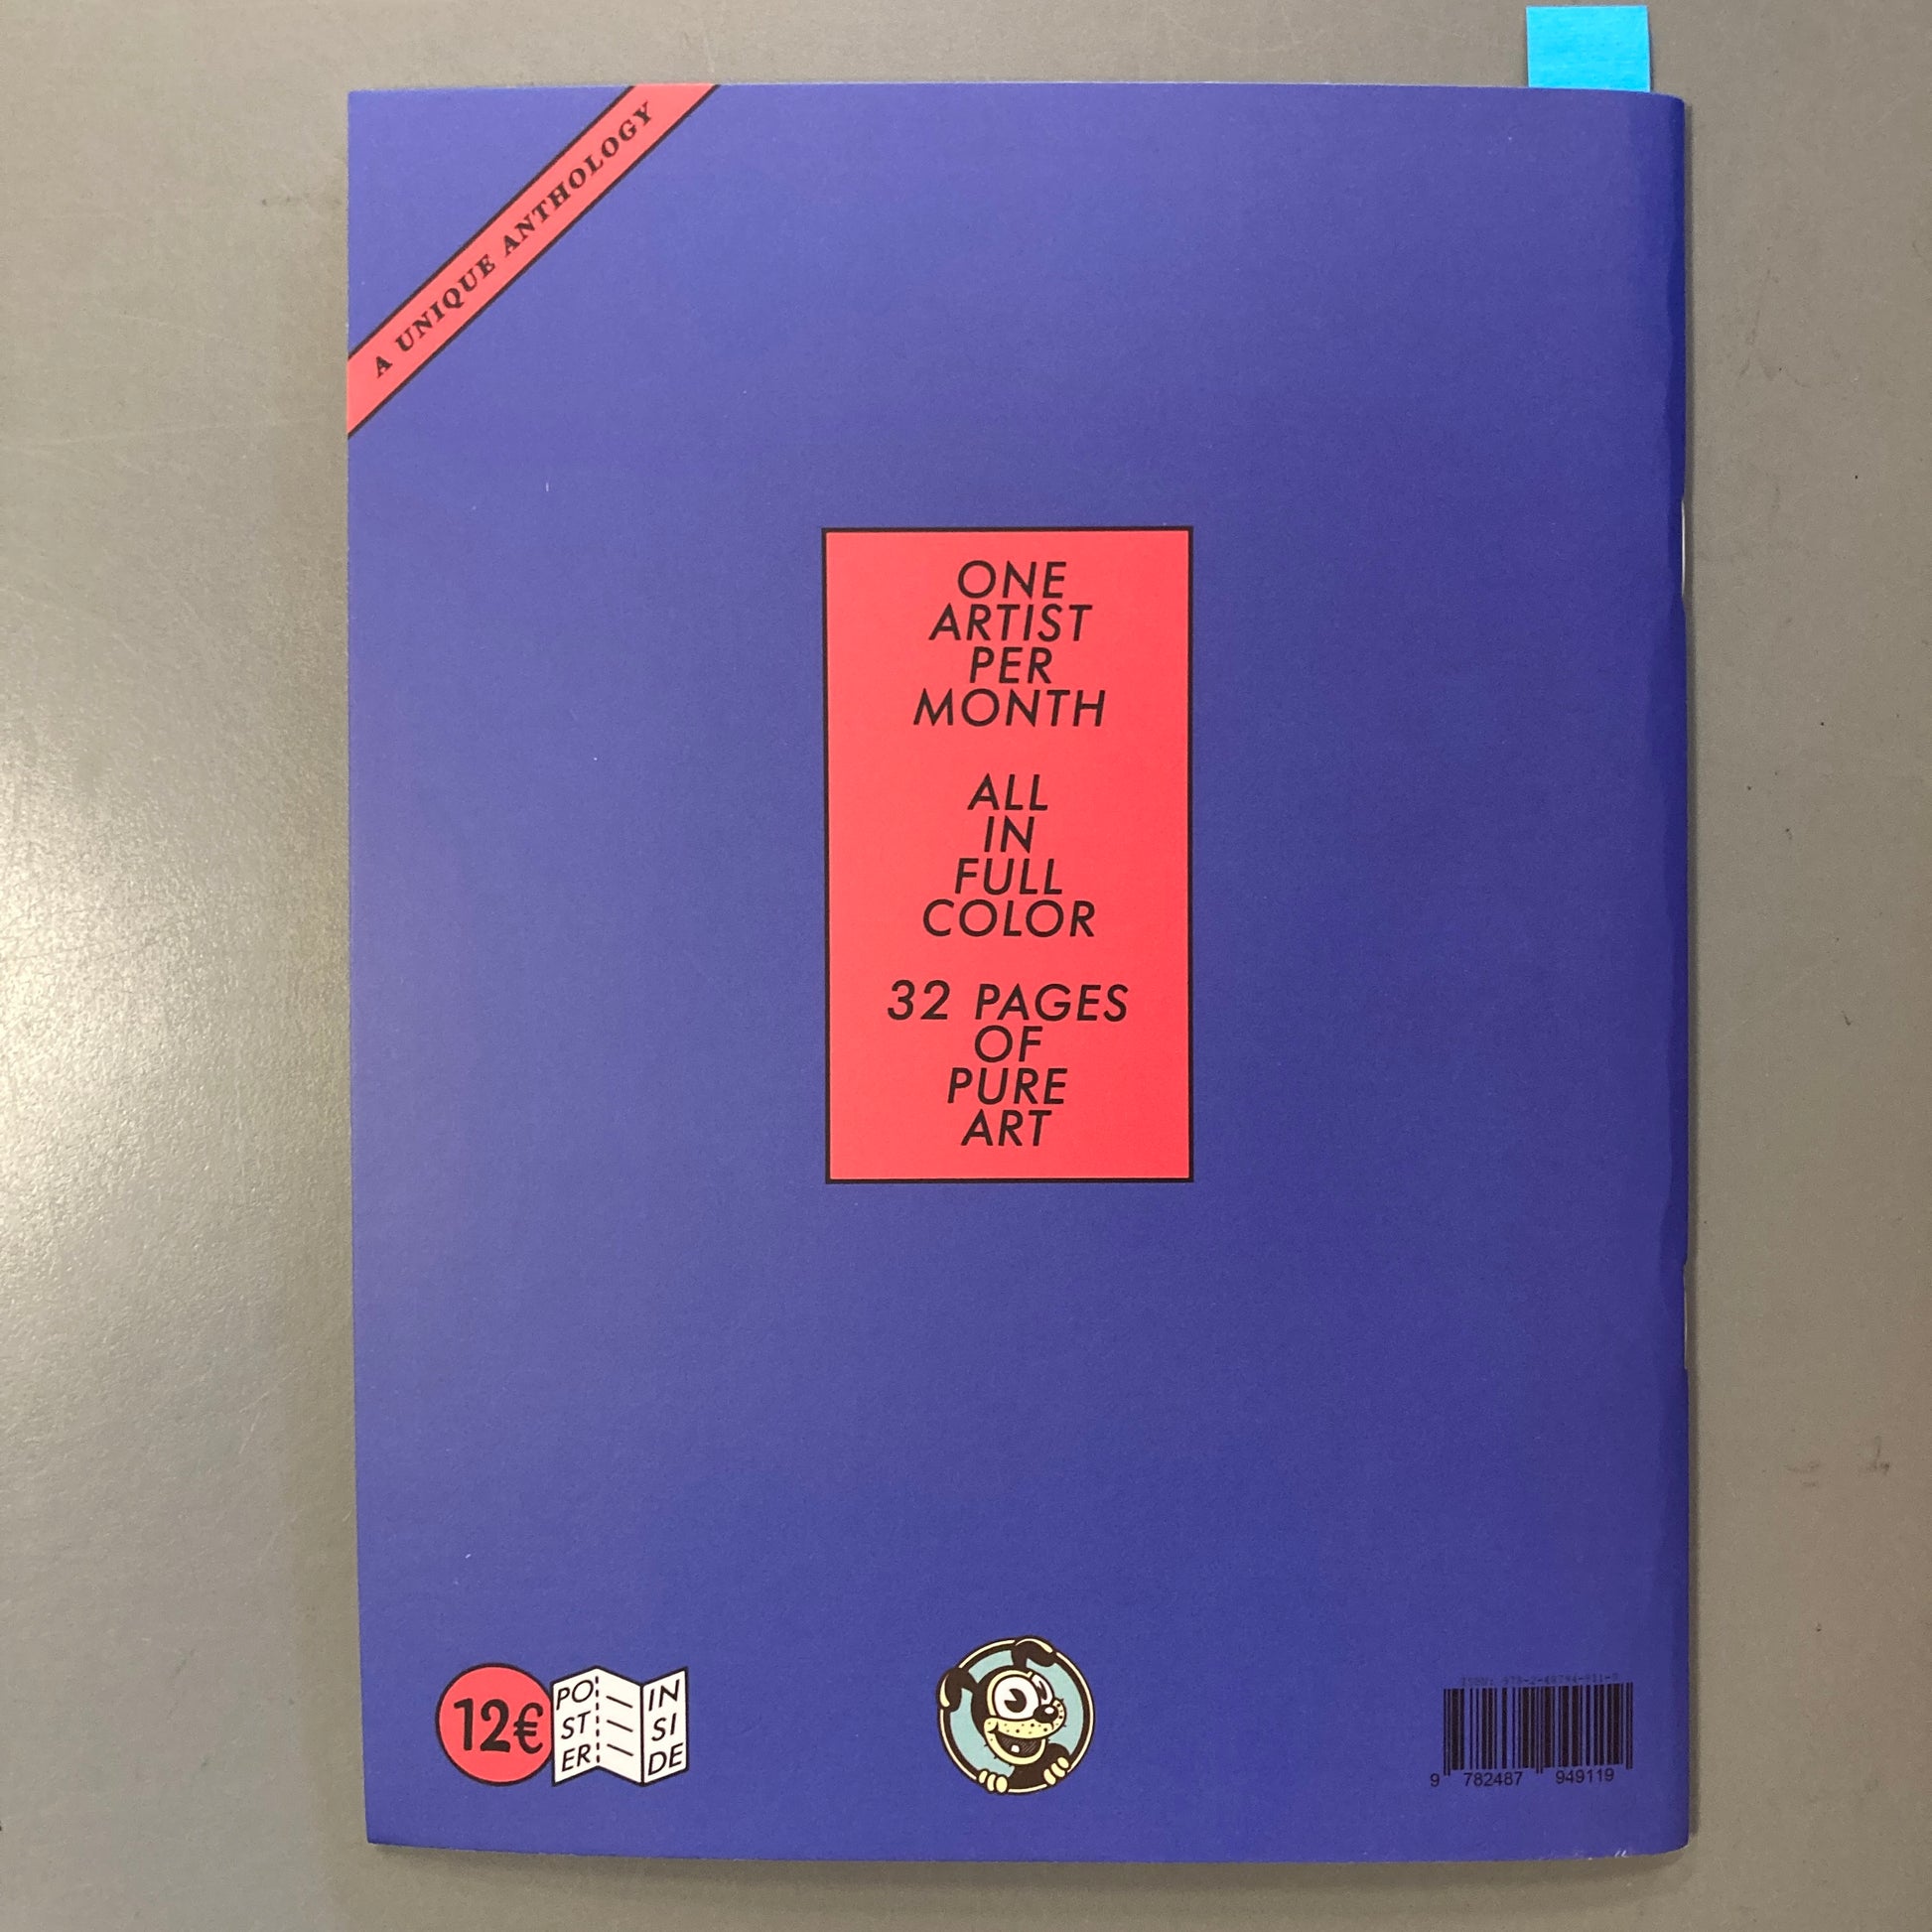 A UNIQUE ANTHOLOGY
ONE
ARTIST
PER
MONTH
ALL
IN
FULL
COLOR
32 PAGES
OF
PURE
ART
12€
PO
ST
ER
IN
SI
DE
9 782487 949119